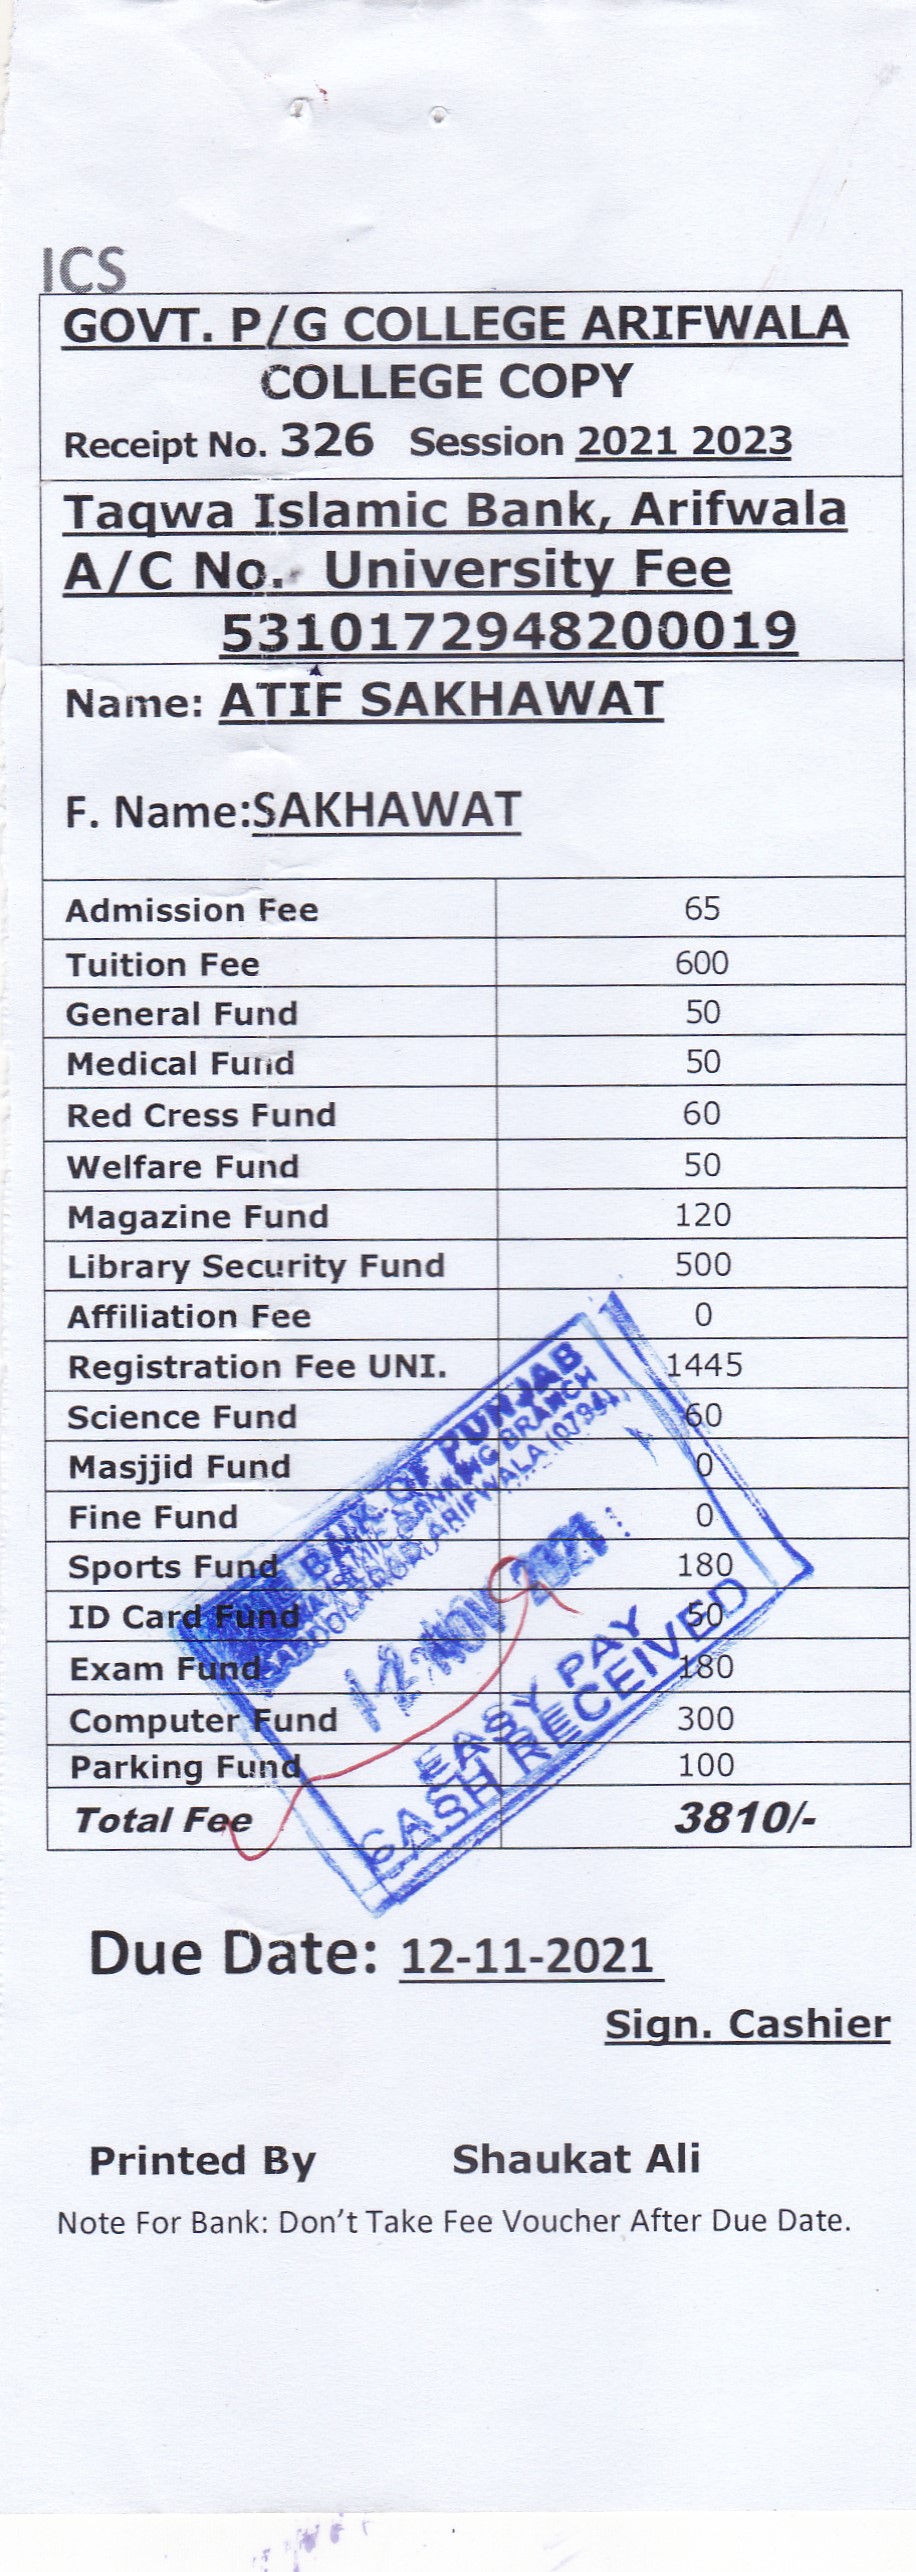 ICS
GOVT. P/G COLLEGE ARIFWALA
COLLEGE COPY
Receipt No. 326 Session 2021 2023
Taqwa Islamic Bank, Arifwala
A/C No. University Fee
5310172948200019
Name: ATIF SAKHAWAT
F. Name:SAKHAWAT
Admission Fee 65
Tuition Fee 600
General Fund 50
Medical Fund 50
Red Cress Fund 60
Welfare Fund 50
Magazine Fund 120
Library Security Fund 500
Affiliation Fee 0
Registration Fee UNI. 1445
Science Fund 60
Masjjid Fund 0
Fine Fund 0
Sports Fund 180
ID Card Fund 50
Exam Fund 180
Computer Fund 300
Parking Fund 100
Total Fee 3810/-
BANK OF PUNJAB
BANKING BRANCH
ARIFWALA (0794)
12 NOV 2021
EASY PAY
CASH RECEIVED
Due Date: 12-11-2021
Sign. Cashier
Printed By Shaukat Ali
Note For Bank: Don't Take Fee Voucher After Due Date.